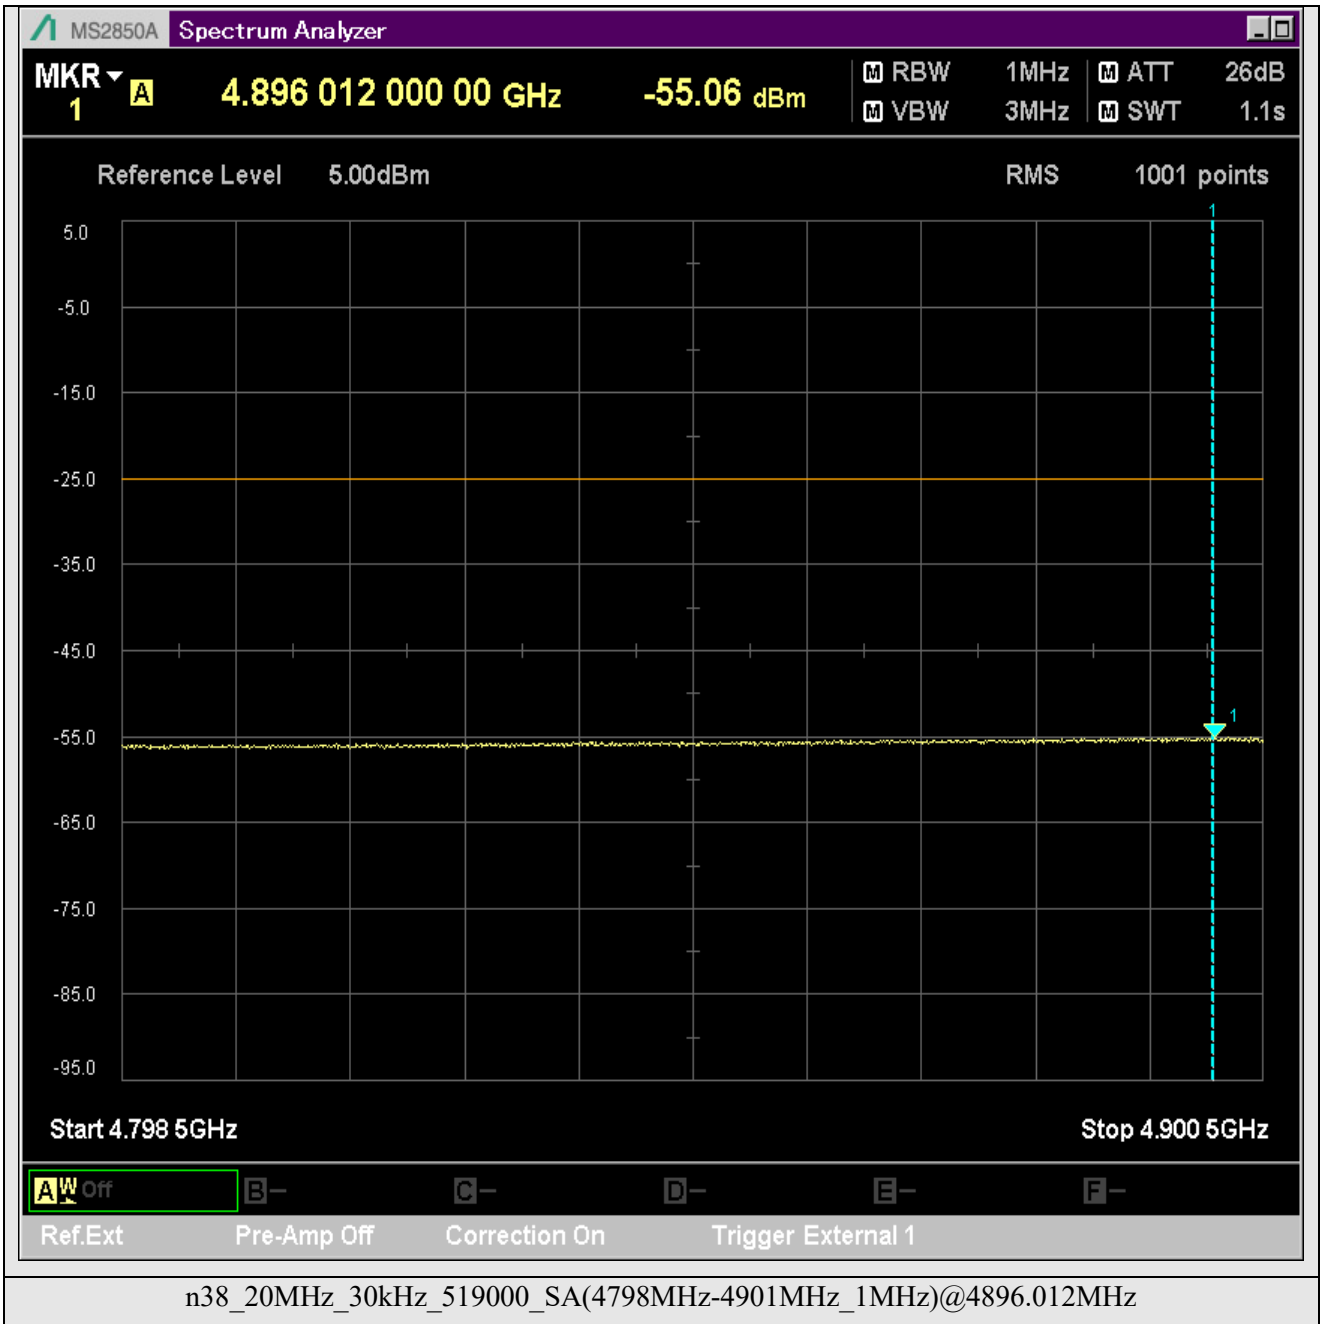 MS2850A Spectrum Analyzer
MKR 1 A 4.896 012 000 00 GHz -55.06 dBm M RBW 1MHz M ATT 26dB
M VBW 3MHz M SWT 1.1s
Reference Level 5.00dBm RMS 1001 points
1
5.0
-5.0
-15.0
-25.0
-35.0
-45.0
1
-55.0
-65.0
-75.0
-85.0
-95.0
Start 4.798 5GHz Stop 4.900 5GHz
A W Off B – C – D – E – F –
Ref.Ext Pre-Amp Off Correction On Trigger External 1
n38_20MHz_30kHz_519000_SA(4798MHz-4901MHz_1MHz)@4896.012MHz